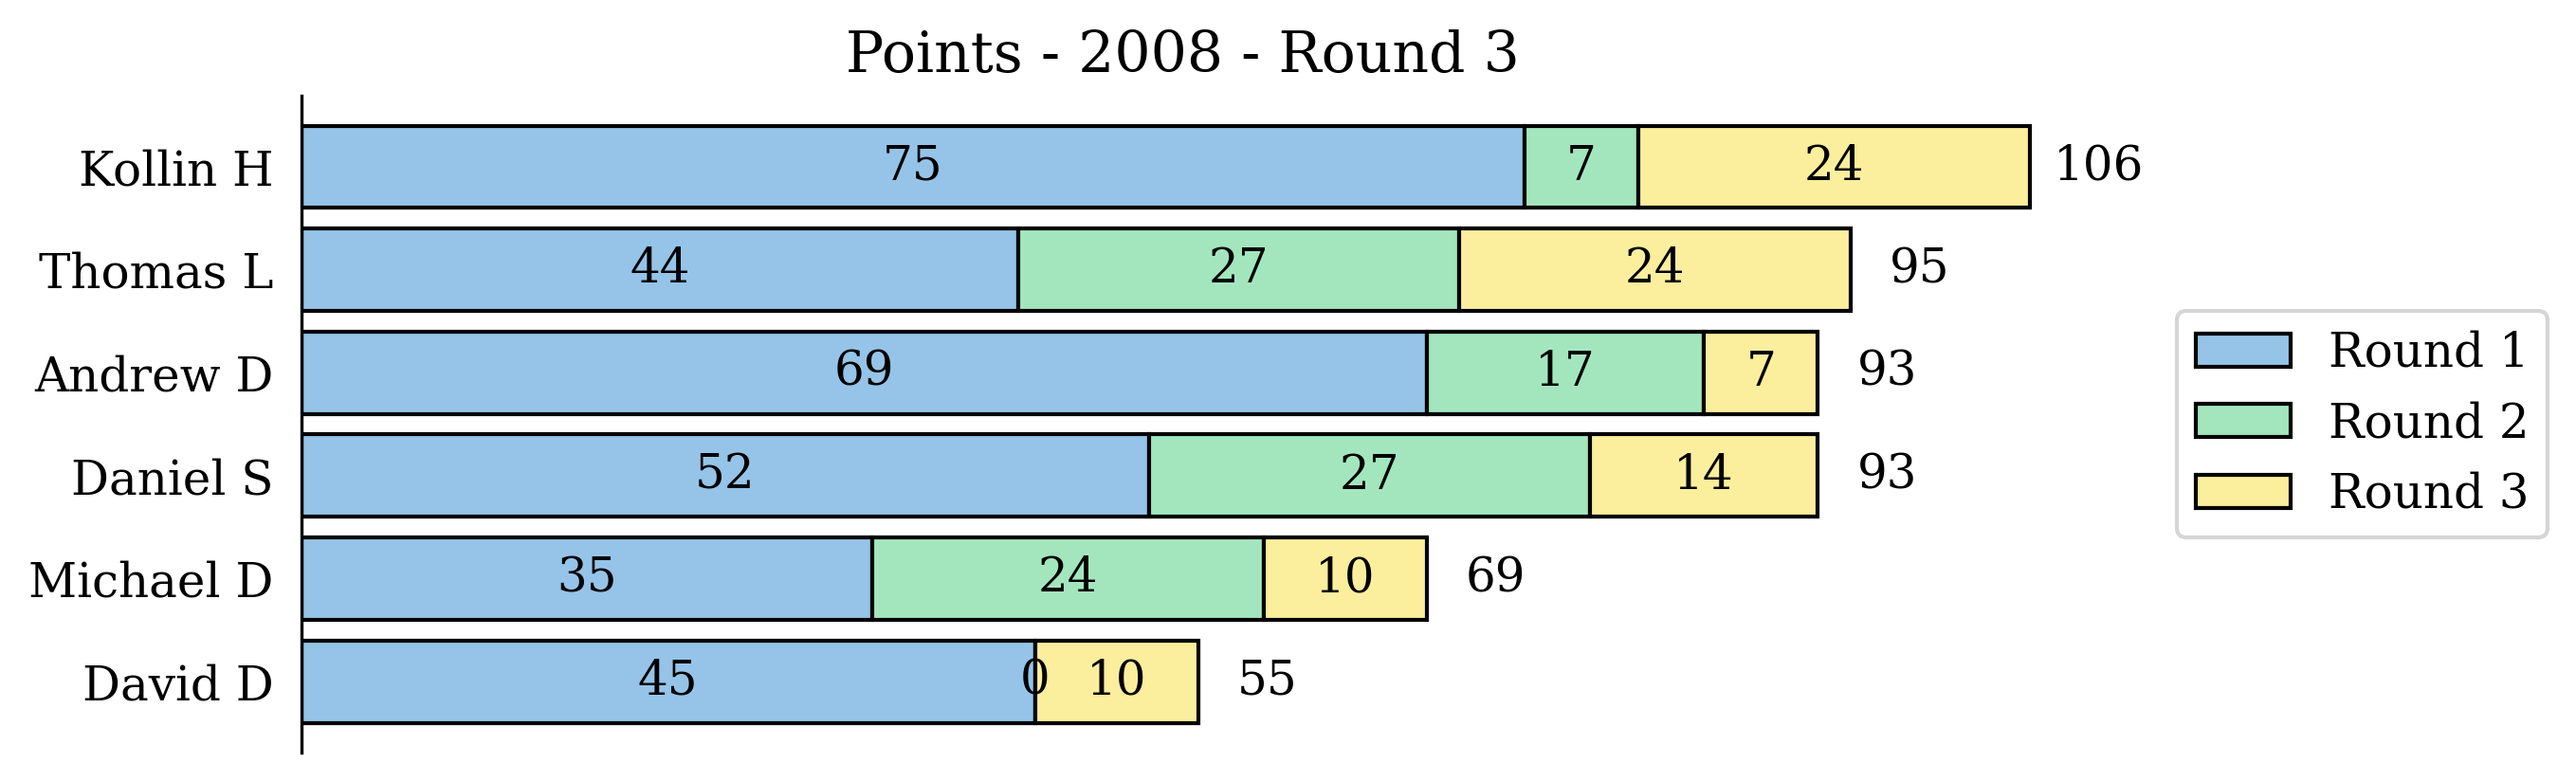 Points - 2008 - Round 3
Kollin H 75 7 24 106
Thomas L 44 27 24 95
Andrew D 69 17 7 93
Daniel S 52 27 14 93
Michael D 35 24 10 69
David D 45 0 10 55
Round 1
Round 2
Round 3